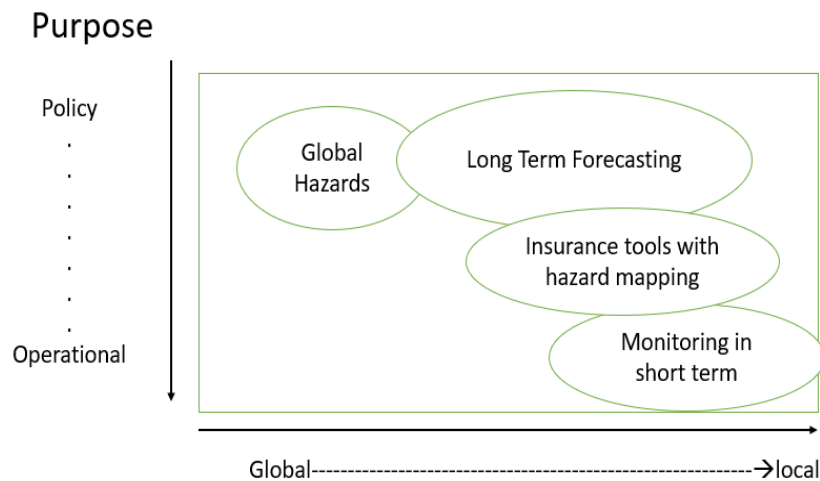 Purpose
Policy
.
.
.
.
.
.
.
Operational
Global
Hazards
Long Term Forecasting
Insurance tools with
hazard mapping
Monitoring in
short term
Global--------------------------------------------------------------→local